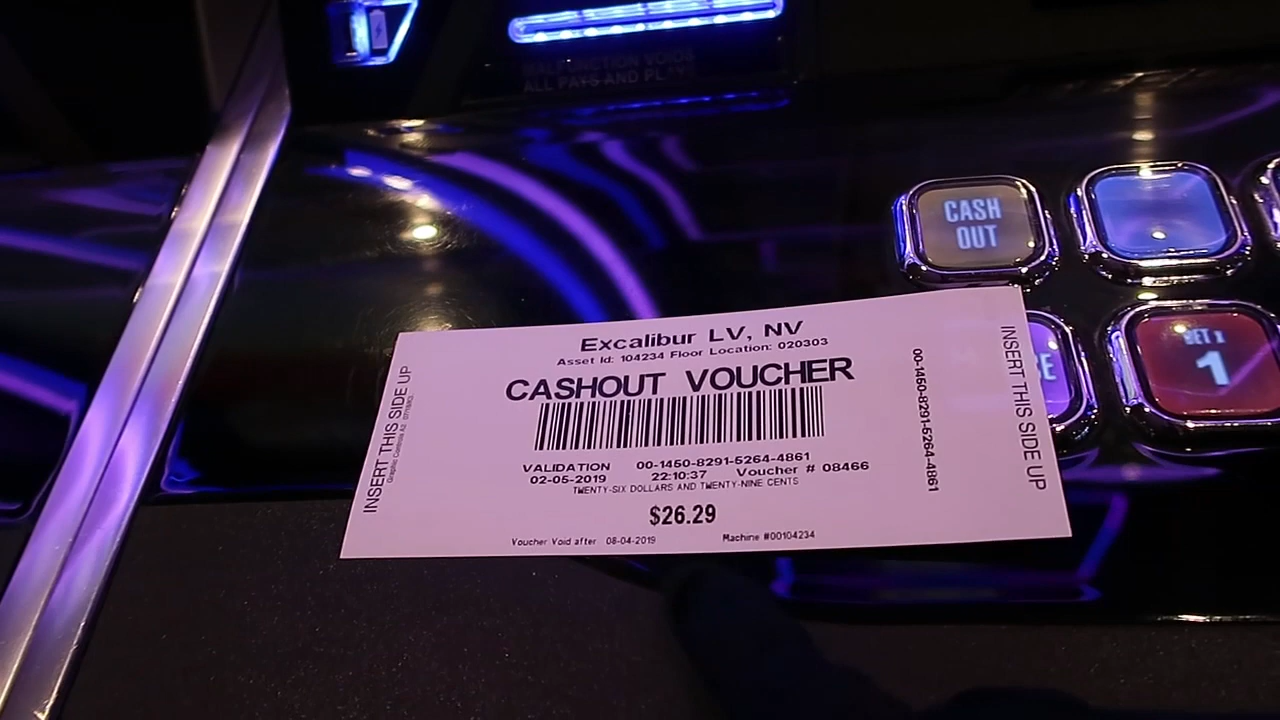 MALFUNCTION VOIDS
ALL PAYS AND PLAYS
CASH
OUT
BET X
1
Excalibur LV, NV
Asset Id: 104234 Floor Location: 020303
CASHOUT VOUCHER
VALIDATION 00-1450-8291-5264-4861
02-05-2019 22:10:37 Voucher # 08466
TWENTY-SIX DOLLARS AND TWENTY-NINE CENTS
$26.29
Voucher Void after 08-04-2019 Machine #00104234
INSERT THIS SIDE UP
00-1450-8291-5264-4861
INSERT THIS SIDE UP